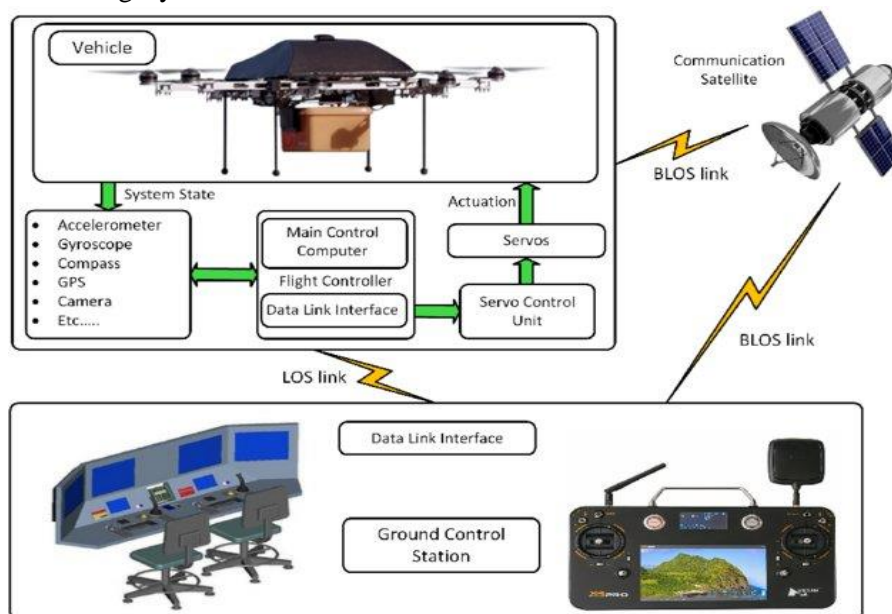 Vehicle
Communication
Satellite
BLOS link
System State
Actuation
• Accelerometer
• Gyroscope
• Compass
• GPS
• Camera
• Etc.....
Main Control
Computer
Flight Controller
Data Link Interface
Servos
Servo Control
Unit
BLOS link
LOS link
Data Link Interface
Ground Control
Station